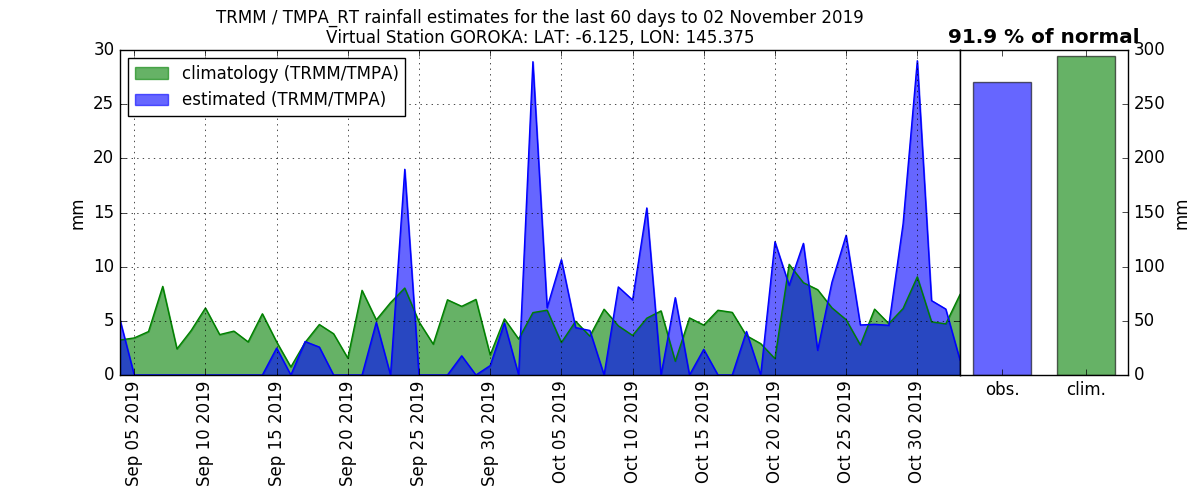 TRMM / TMPA_RT rainfall estimates for the last 60 days to 02 November 2019
Virtual Station GOROKA: LAT: -6.125, LON: 145.375
91.9 % of normal
climatology (TRMM/TMPA)
estimated (TRMM/TMPA)
30
25
20
15
10
5
0
mm
Sep 05 2019
Sep 10 2019
Sep 15 2019
Sep 20 2019
Sep 25 2019
Sep 30 2019
Oct 05 2019
Oct 10 2019
Oct 15 2019
Oct 20 2019
Oct 25 2019
Oct 30 2019
obs.
clim.
300
250
200
150
100
50
0
mm